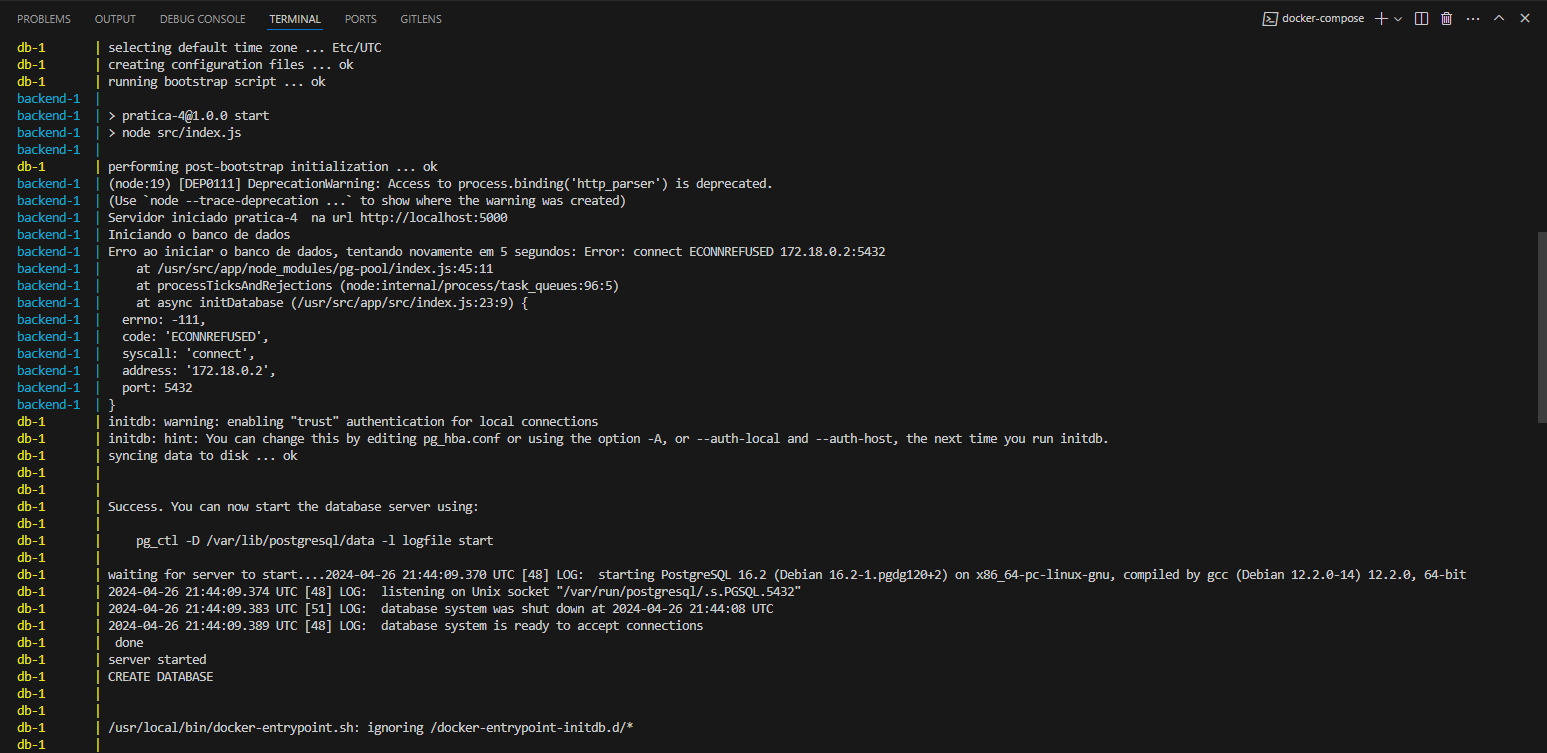 PROBLEMS OUTPUT DEBUG CONSOLE TERMINAL PORTS GITLENS docker-compose
db-1 | selecting default time zone ... Etc/UTC
db-1 | creating configuration files ... ok
db-1 | running bootstrap script ... ok
backend-1 |
backend-1 | > pratica-4@1.0.0 start
backend-1 | > node src/index.js
backend-1 |
db-1 | performing post-bootstrap initialization ... ok
backend-1 | (node:19) [DEP0111] DeprecationWarning: Access to process.binding('http_parser') is deprecated.
backend-1 | (Use `node --trace-deprecation ...` to show where the warning was created)
backend-1 | Servidor iniciado pratica-4  na url http://localhost:5000
backend-1 | Iniciando o banco de dados
backend-1 | Erro ao iniciar o banco de dados, tentando novamente em 5 segundos: Error: connect ECONNREFUSED 172.18.0.2:5432
backend-1 |     at /usr/src/app/node_modules/pg-pool/index.js:45:11
backend-1 |     at processTicksAndRejections (node:internal/process/task_queues:96:5)
backend-1 |     at async initDatabase (/usr/src/app/src/index.js:23:9) {
backend-1 |   errno: -111,
backend-1 |   code: 'ECONNREFUSED',
backend-1 |   syscall: 'connect',
backend-1 |   address: '172.18.0.2',
backend-1 |   port: 5432
backend-1 | }
db-1 | initdb: warning: enabling "trust" authentication for local connections
db-1 | initdb: hint: You can change this by editing pg_hba.conf or using the option -A, or --auth-local and --auth-host, the next time you run initdb.
db-1 | syncing data to disk ... ok
db-1 |
db-1 |
db-1 | Success. You can now start the database server using:
db-1 |
db-1 |     pg_ctl -D /var/lib/postgresql/data -l logfile start
db-1 |
db-1 | waiting for server to start....2024-04-26 21:44:09.370 UTC [48] LOG:  starting PostgreSQL 16.2 (Debian 16.2-1.pgdg120+2) on x86_64-pc-linux-gnu, compiled by gcc (Debian 12.2.0-14) 12.2.0, 64-bit
db-1 | 2024-04-26 21:44:09.374 UTC [48] LOG:  listening on Unix socket "/var/run/postgresql/.s.PGSQL.5432"
db-1 | 2024-04-26 21:44:09.383 UTC [51] LOG:  database system was shut down at 2024-04-26 21:44:08 UTC
db-1 | 2024-04-26 21:44:09.389 UTC [48] LOG:  database system is ready to accept connections
db-1 |  done
db-1 | server started
db-1 | CREATE DATABASE
db-1 |
db-1 |
db-1 | /usr/local/bin/docker-entrypoint.sh: ignoring /docker-entrypoint-initdb.d/*
db-1 |